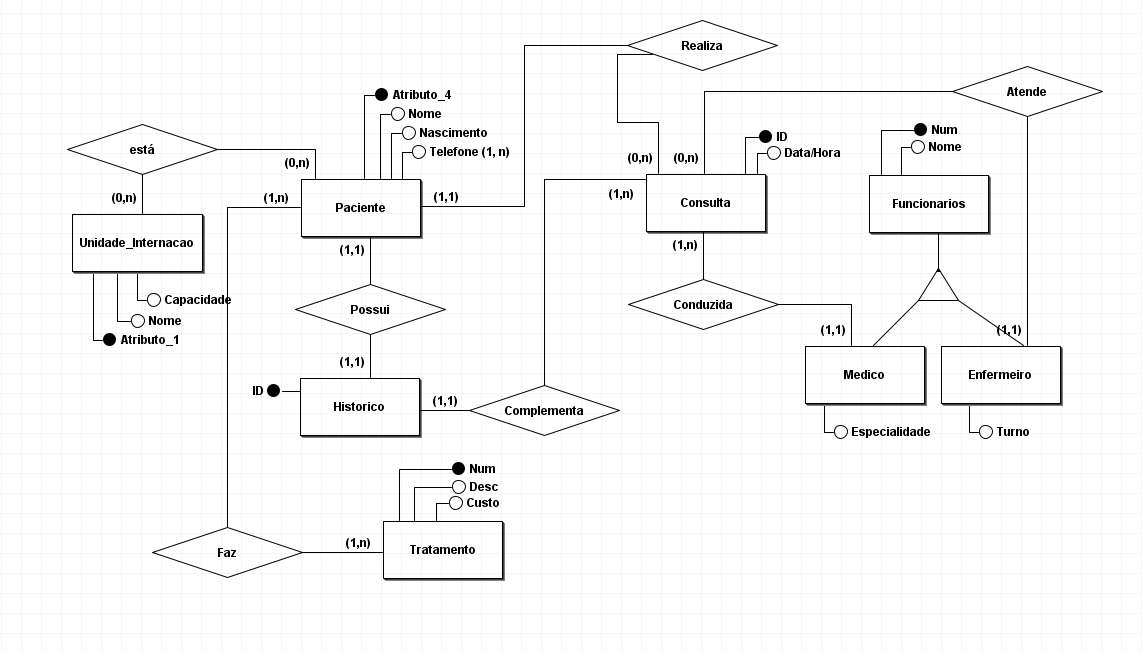 Realiza
Atende
Atributo_4
Nome
Nascimento
Telefone (1, n)
ID
Data/Hora
Num
Nome
está
(0,n)
(0,n)
(0,n)
(0,n)
(1,n)
Paciente
(1,1)
(1,n)
Consulta
Funcionarios
Unidade_Internacao
(1,1)
(1,n)
Capacidade
Nome
Atributo_1
Possui
Conduzida
(1,1)
(1,1)
(1,1)
Medico
Enfermeiro
ID
Historico
(1,1)
Complementa
Especialidade
Turno
Num
Desc
Custo
Faz
(1,n)
Tratamento